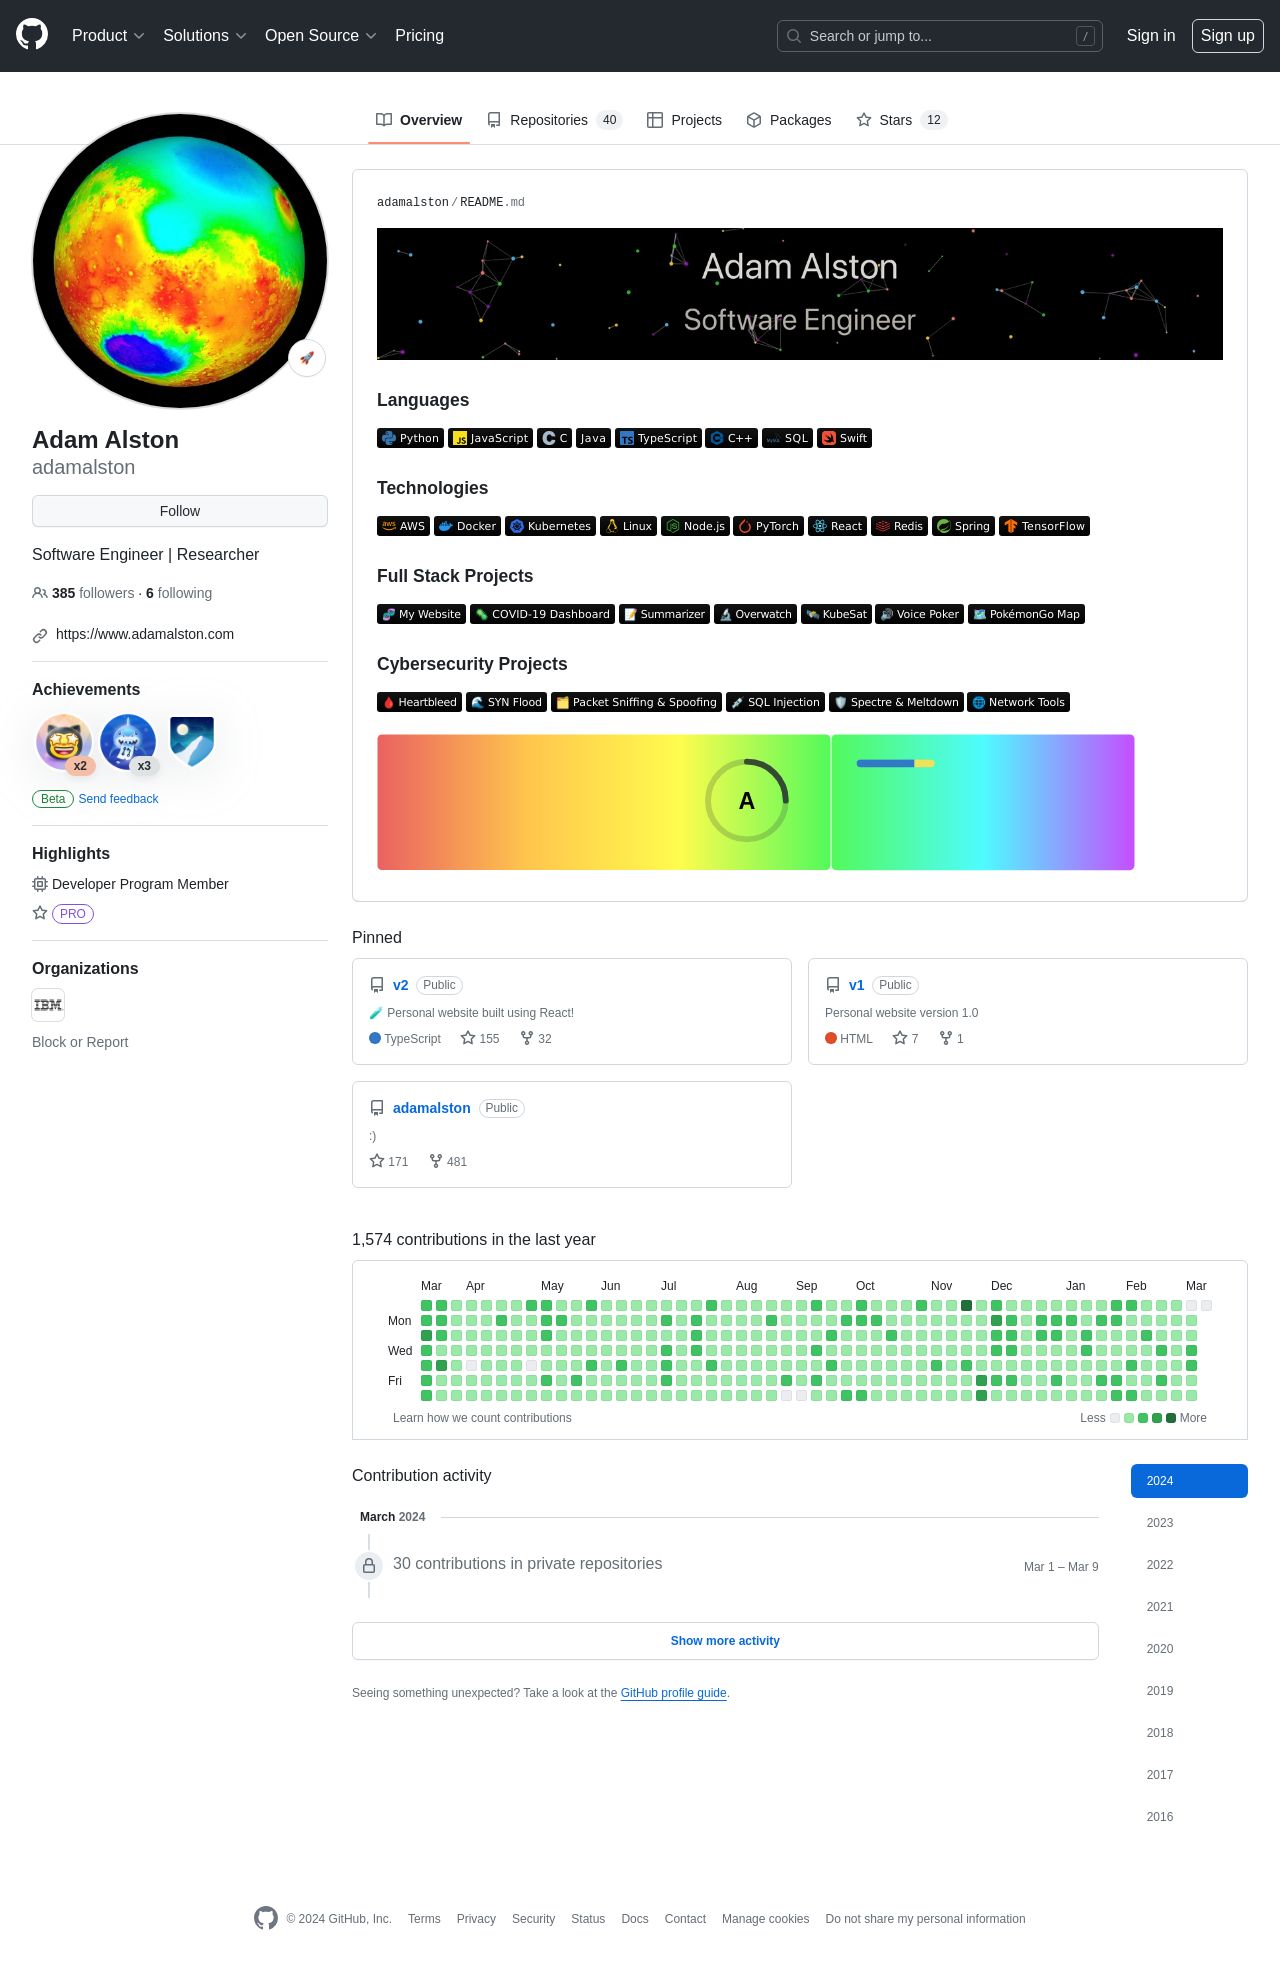 Product Solutions Open Source Pricing Search or jump to... / Sign in Sign up
Overview Repositories 40 Projects Packages Stars 12
Adam Alston
adamalston
Follow
Software Engineer | Researcher
385 followers · 6 following
https://www.adamalston.com
Achievements
x2 x3
Beta Send feedback
Highlights
Developer Program Member
PRO
Organizations
IBM
Block or Report
adamalston/README.md
Adam Alston
Software Engineer
Languages
Python JavaScript C Java TypeScript C++ SQL Swift
Technologies
AWS Docker Kubernetes Linux Node.js PyTorch React Redis Spring TensorFlow
Full Stack Projects
My Website COVID-19 Dashboard Summarizer Overwatch KubeSat Voice Poker PokémonGo Map
Cybersecurity Projects
Heartbleed SYN Flood Packet Sniffing & Spoofing SQL Injection Spectre & Meltdown Network Tools
A
Pinned
v2 Public
🧪 Personal website built using React!
TypeScript 155 32
v1 Public
Personal website version 1.0
HTML 7 1
adamalston Public
:)
171 481
1,574 contributions in the last year
Mar Apr May Jun Jul Aug Sep Oct Nov Dec Jan Feb Mar
Mon
Wed
Fri
Learn how we count contributions Less More
Contribution activity
March 2024
30 contributions in private repositories Mar 1 – Mar 9
Show more activity
Seeing something unexpected? Take a look at the GitHub profile guide.
2024
2023
2022
2021
2020
2019
2018
2017
2016
© 2024 GitHub, Inc. Terms Privacy Security Status Docs Contact Manage cookies Do not share my personal information